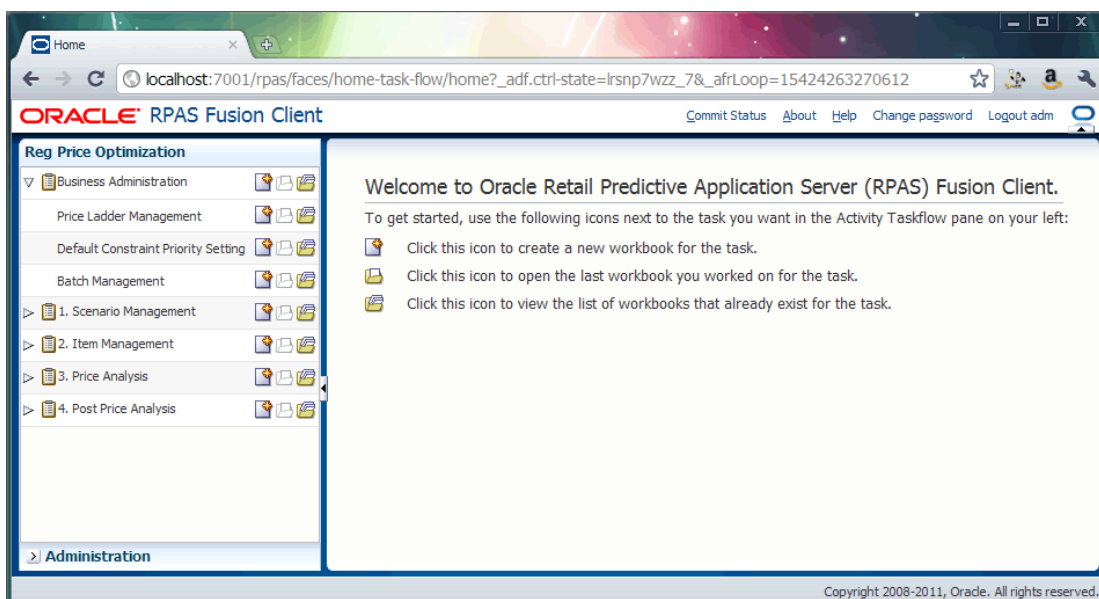 Home
localhost:7001/rpas/faces/home-task-flow/home?_adf.ctrl-state=lrsnp7wzz_7&_afrLoop=15424263270612
ORACLE RPAS Fusion Client
Commit Status About Help Change password Logout adm
Reg Price Optimization
Business Administration
Price Ladder Management
Default Constraint Priority Setting
Batch Management
1. Scenario Management
2. Item Management
3. Price Analysis
4. Post Price Analysis
Administration
Welcome to Oracle Retail Predictive Application Server (RPAS) Fusion Client.
To get started, use the following icons next to the task you want in the Activity Taskflow pane on your left:
Click this icon to create a new workbook for the task.
Click this icon to open the last workbook you worked on for the task.
Click this icon to view the list of workbooks that already exist for the task.
Copyright 2008-2011, Oracle. All rights reserved.